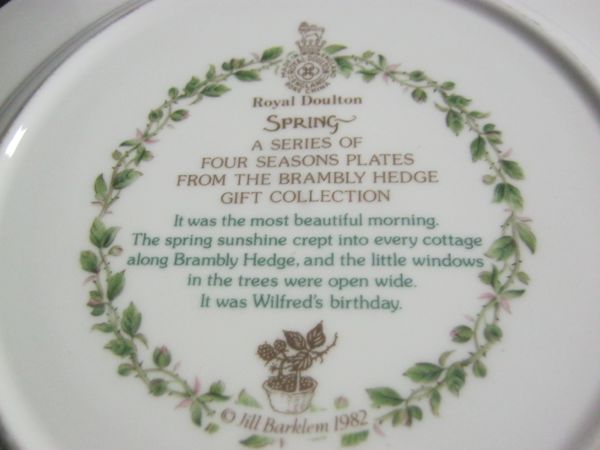 Royal Doulton
SPRING
A SERIES OF
FOUR SEASONS PLATES
FROM THE BRAMBLY HEDGE
GIFT COLLECTION
It was the most beautiful morning.
The spring sunshine crept into every cottage
along Brambly Hedge, and the little windows
in the trees were open wide.
It was Wilfred's birthday.
© Jill Barklem 1982